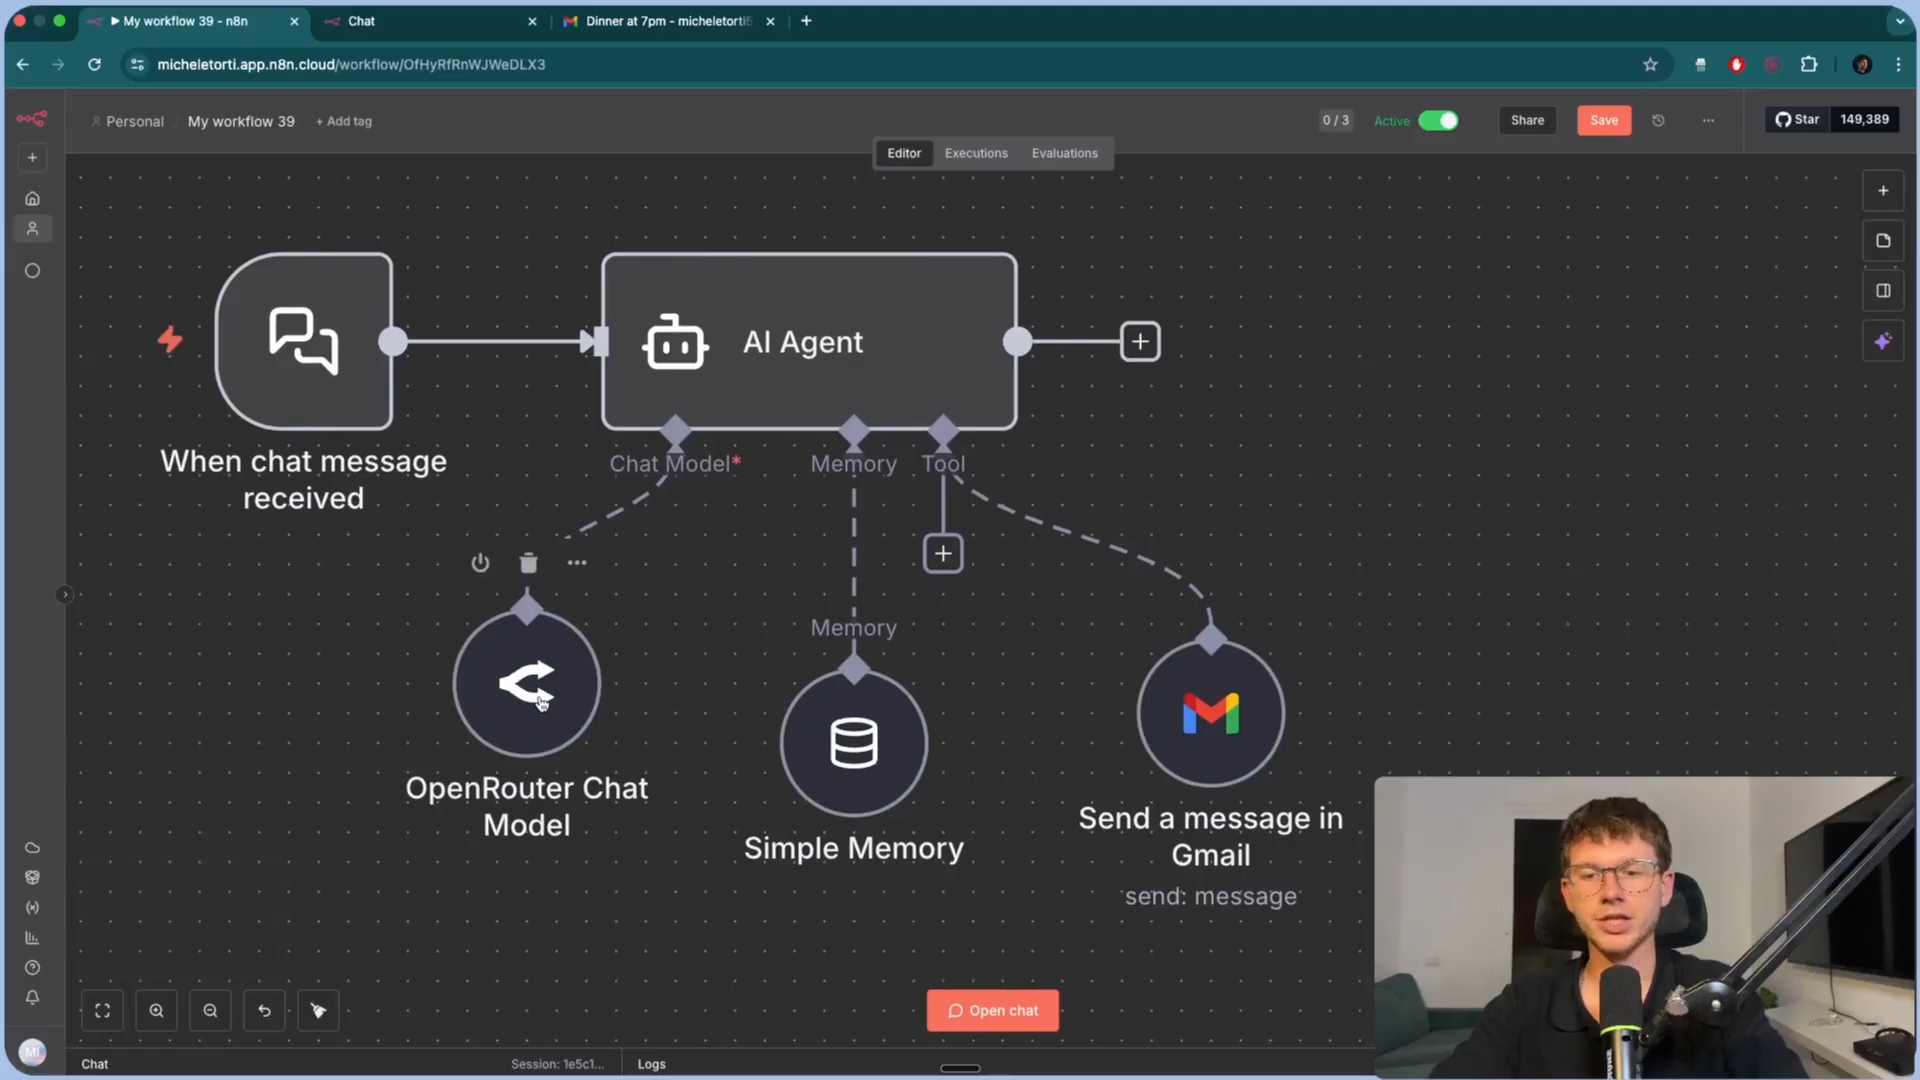 My workflow 39 - n8n
Chat
Dinner at 7pm - micheletorti
micheletorti.app.n8n.cloud/workflow/OfHyRfRnWJWeDLX3
Personal / My workflow 39 + Add tag
0 / 3 Active Share Save ... Star 149,389
Editor Executions Evaluations
AI Agent
Chat Model* Memory Tool
When chat message
received
Memory
OpenRouter Chat
Model
Simple Memory
Send a message in
Gmail
send: message
Open chat
MI
Chat Session: 1e5c1... Logs